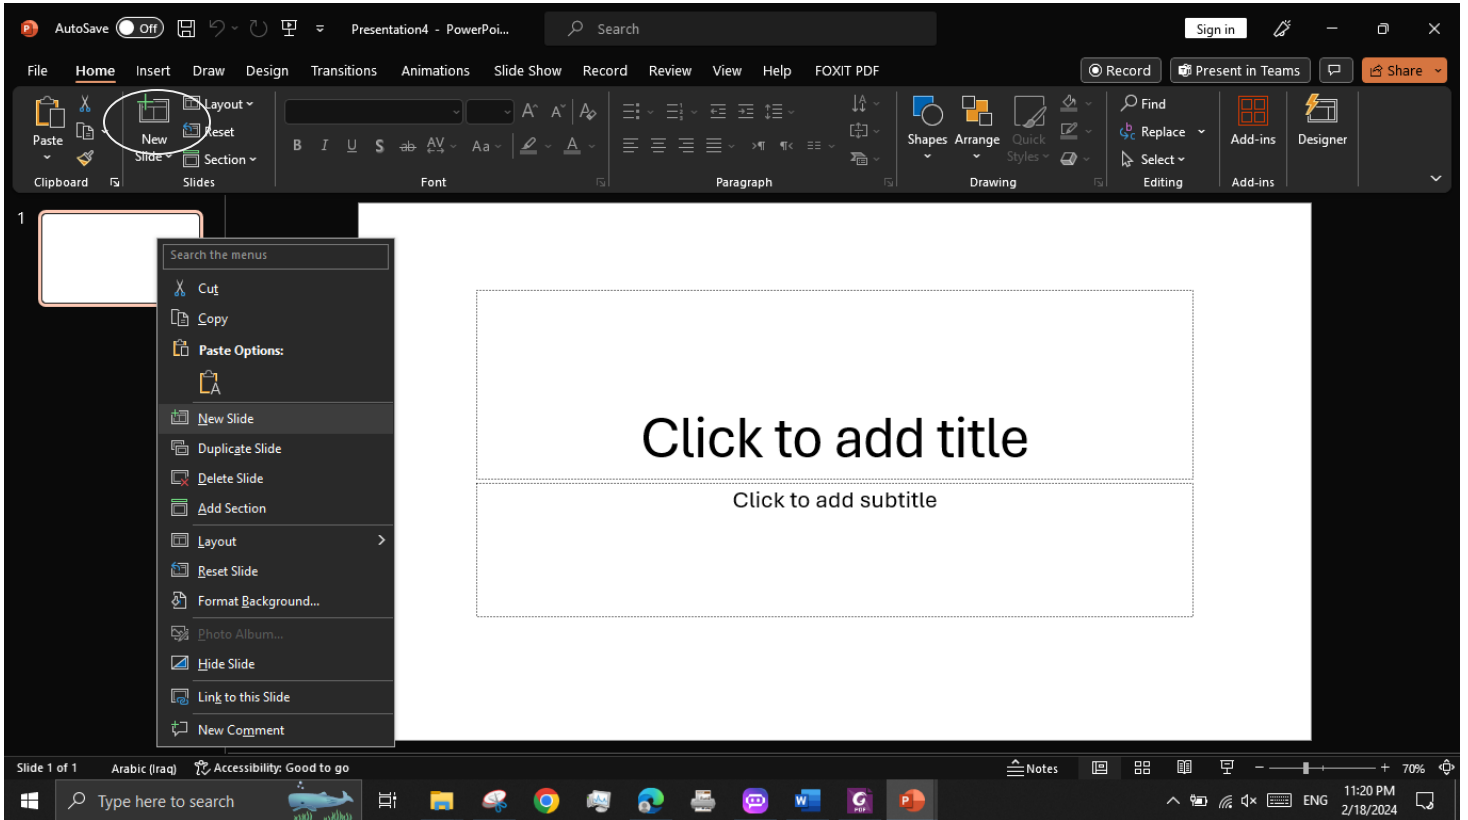 AutoSave Off Presentation4 - PowerPoi... Search Sign in
File Home Insert Draw Design Transitions Animations Slide Show Record Review View Help FOXIT PDF Record Present in Teams Share
Paste
New
Slide
Layout
Reset
Section
B I U S ab AV Aa A
A A A
Shapes Arrange Quick
Styles
Find
Replace
Select
Add-ins Designer
Clipboard Slides Font Paragraph Drawing Editing Add-ins
1
Search the menus
Cut
Copy
Paste Options:
A
New Slide
Duplicate Slide
Delete Slide
Add Section
Layout
Reset Slide
Format Background...
Photo Album...
Hide Slide
Link to this Slide
New Comment
Click to add title
Click to add subtitle
Slide 1 of 1 Arabic (Iraq) Accessibility: Good to go Notes 70%
Type here to search ENG 11:20 PM
2/18/2024